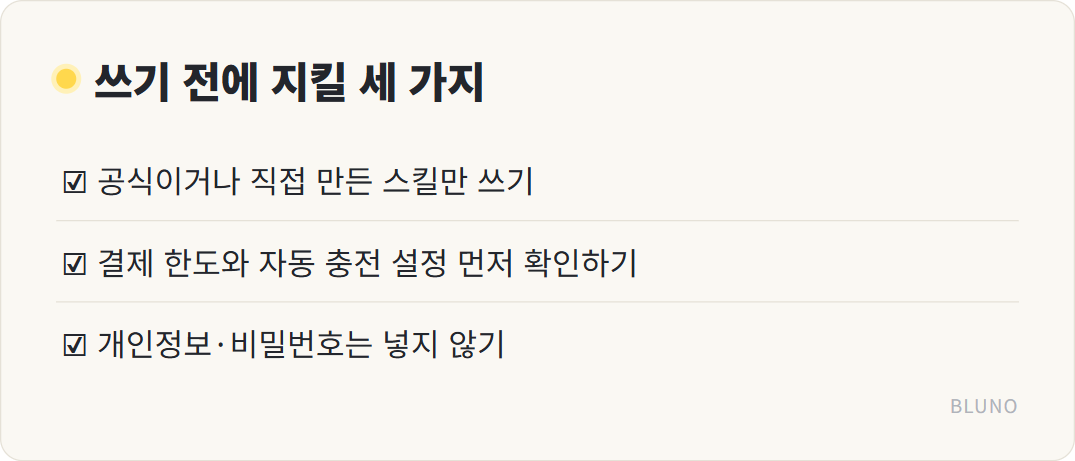 쓰기 전에 지킬 세 가지
☑ 공식이거나 직접 만든 스킬만 쓰기
☑ 결제 한도와 자동 충전 설정 먼저 확인하기
☑ 개인정보·비밀번호는 넣지 않기
BLUNO